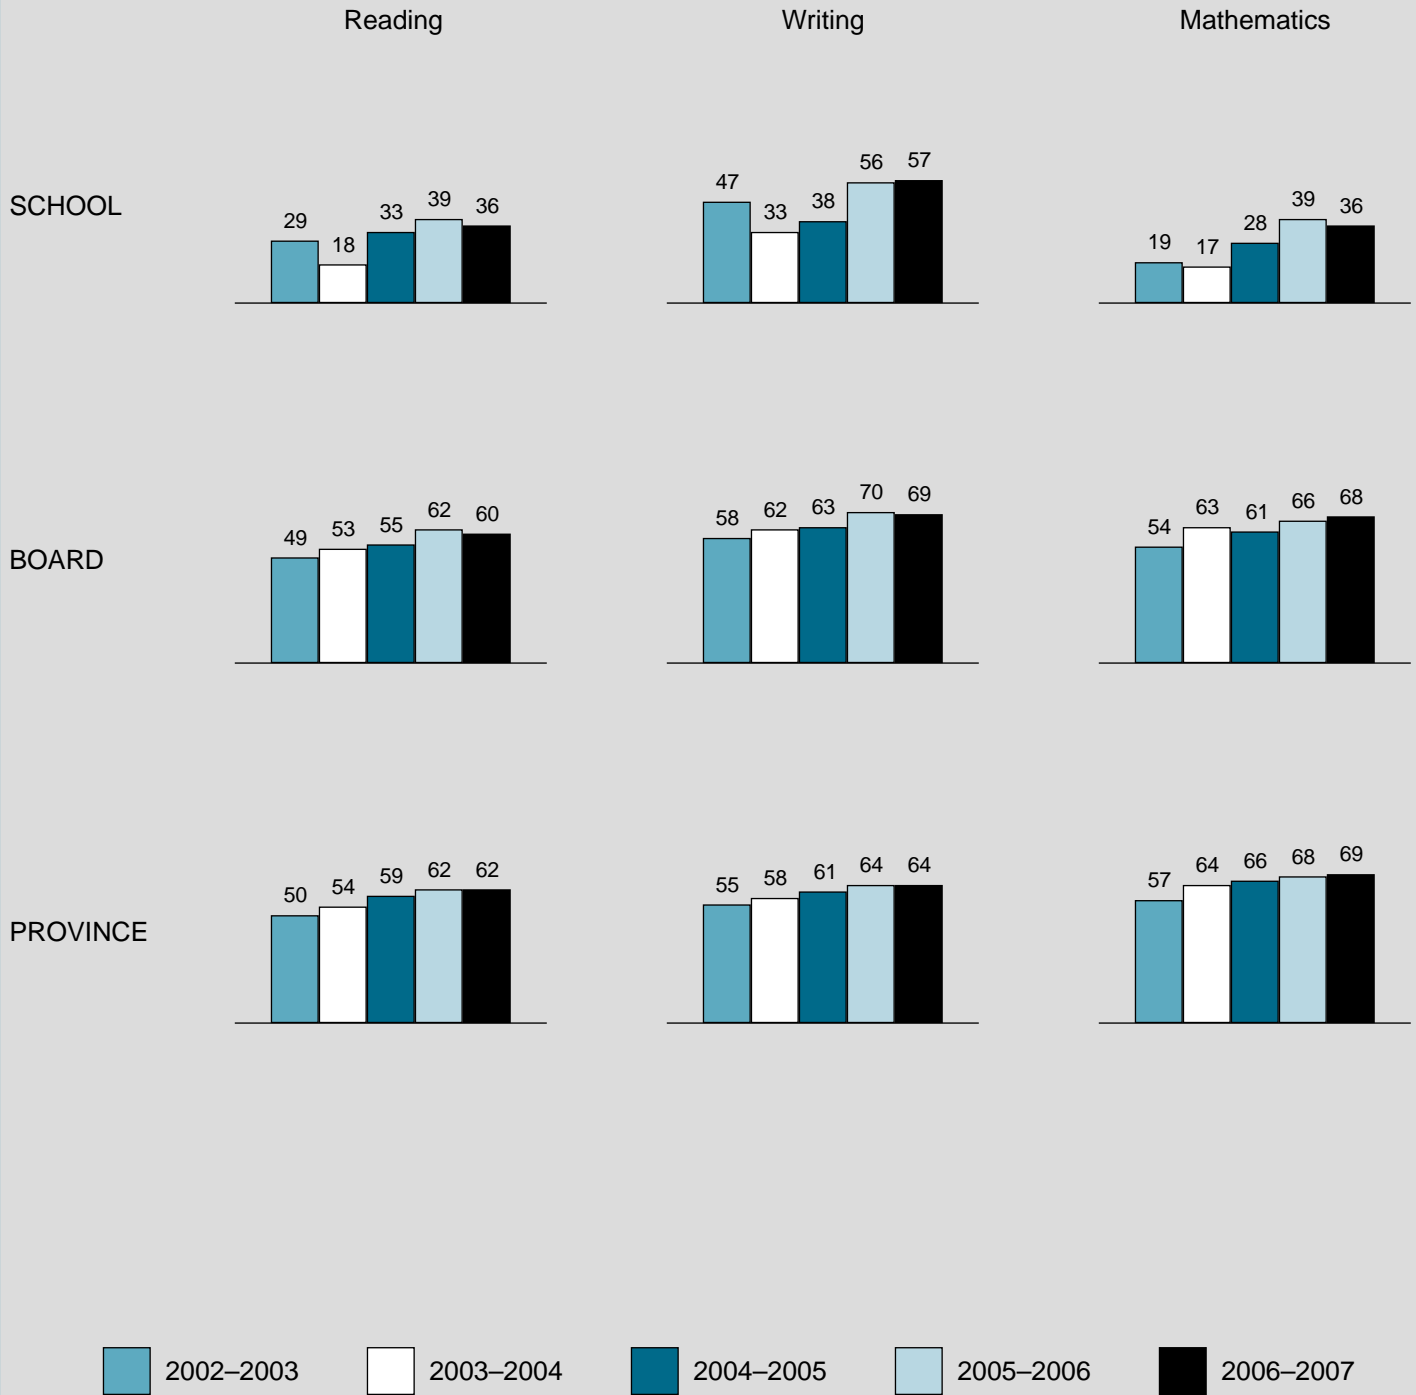 Reading Writing Mathematics
SCHOOL
29 18 33 39 36
47 33 38 56 57
19 17 28 39 36
BOARD
49 53 55 62 60
58 62 63 70 69
54 63 61 66 68
PROVINCE
50 54 59 62 62
55 58 61 64 64
57 64 66 68 69
2002–2003 2003–2004 2004–2005 2005–2006 2006–2007